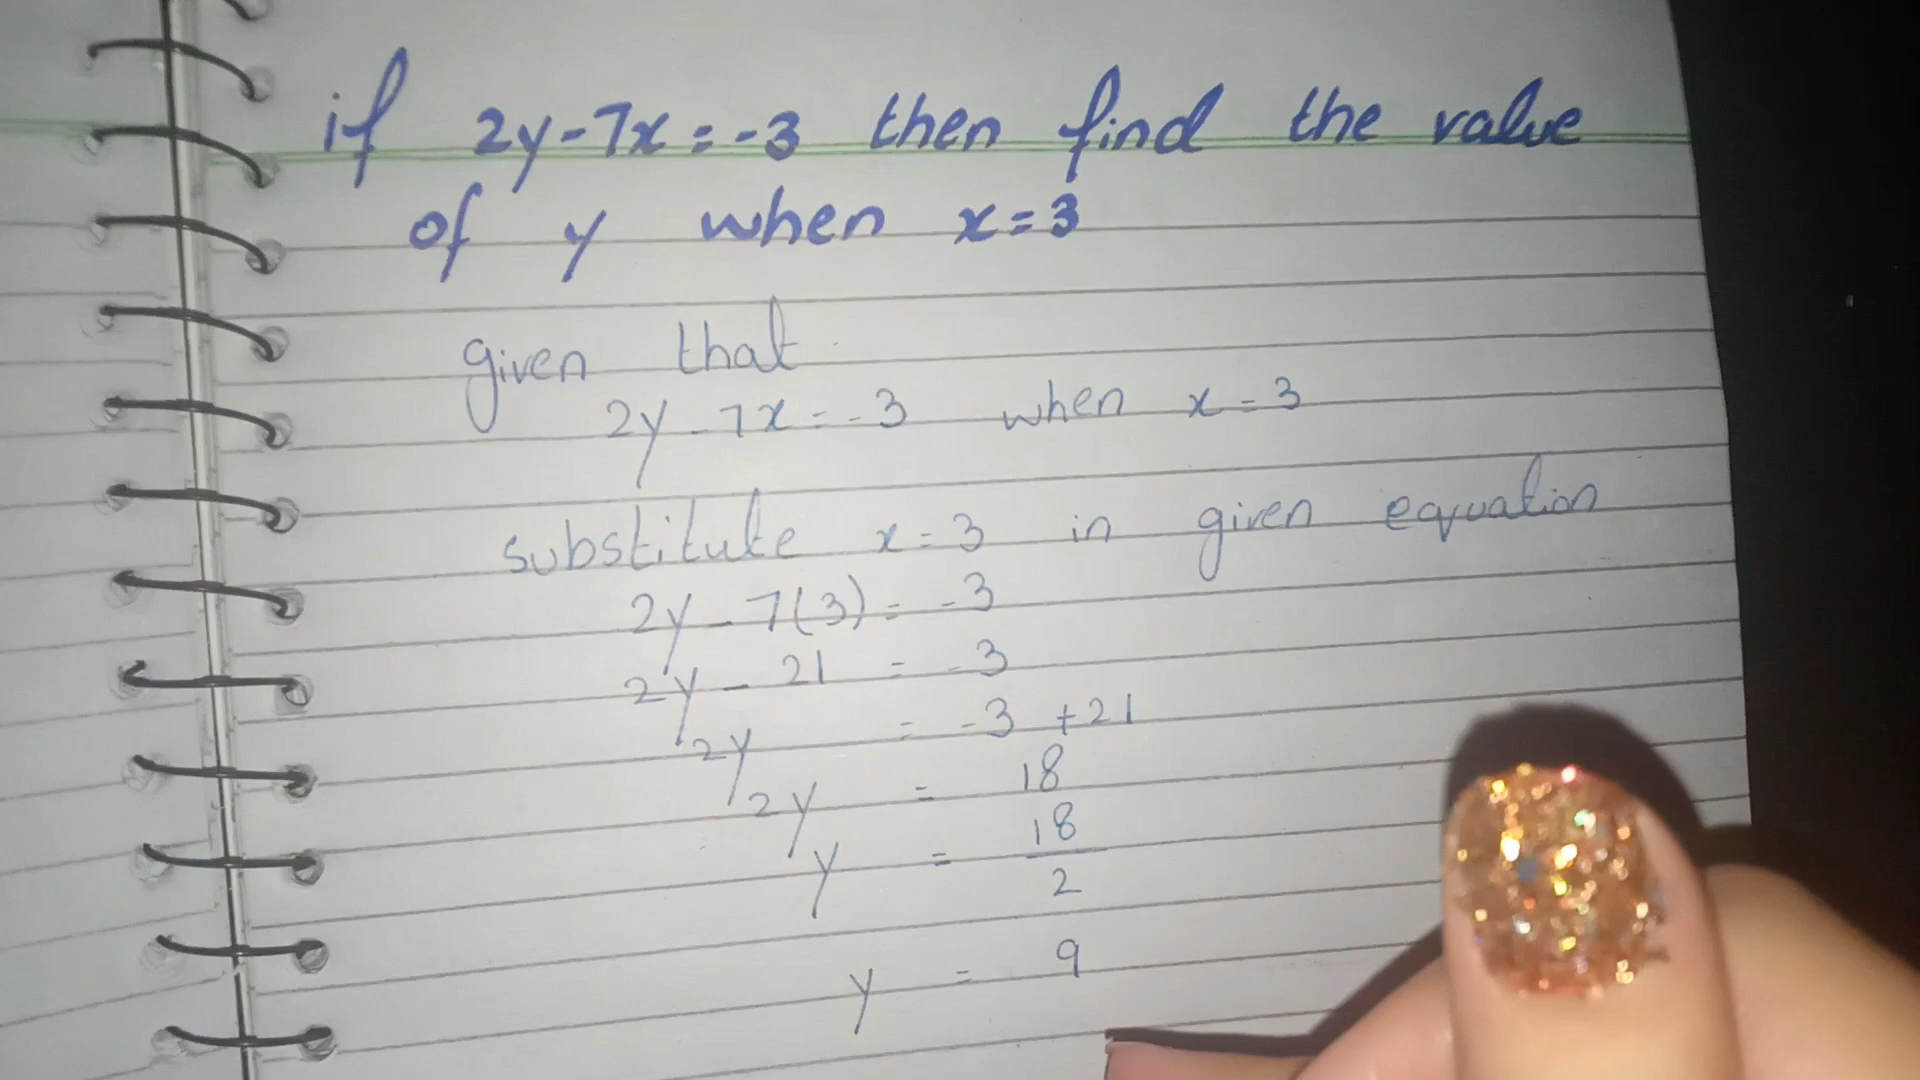 if 2y-7x=-3 then find the value
of y when x=3
given that
2y-7x=-3 when x=3
substitute x=3 in given equation
2y-7(3)=-3
2y-21=-3
2y=-3+21
2y=18
y=18/2
y=9